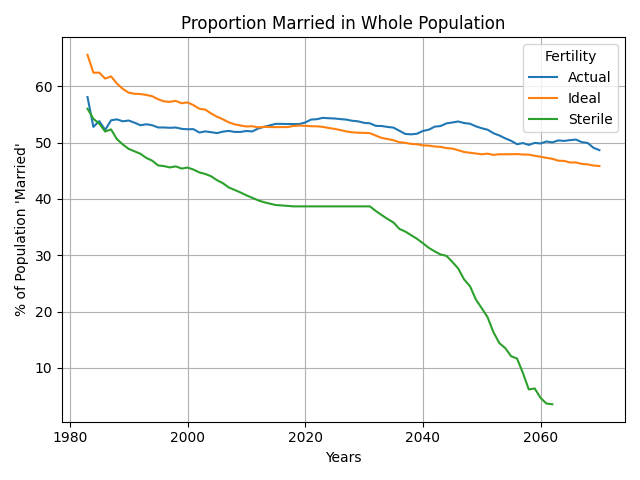 Proportion Married in Whole Population
% of Population 'Married'
60
50
40
30
20
10
Fertility
Actual
Ideal
Sterile
1980
2000
2020
2040
2060
Years